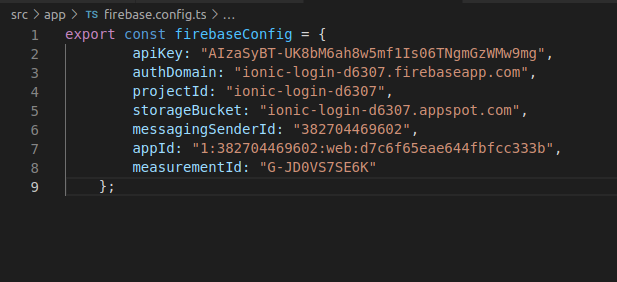 src > app > TS firebase.config.ts > ...
1 export const firebaseConfig = {
2 apiKey: "AIzaSyBT-UK8bM6ah8w5mf1Is06TNgmGzWMw9mg",
3 authDomain: "ionic-login-d6307.firebaseapp.com",
4 projectId: "ionic-login-d6307",
5 storageBucket: "ionic-login-d6307.appspot.com",
6 messagingSenderId: "382704469602",
7 appId: "1:382704469602:web:d7c6f65eae644fbfcc333b",
8 measurementId: "G-JD0VS7SE6K"
9 };